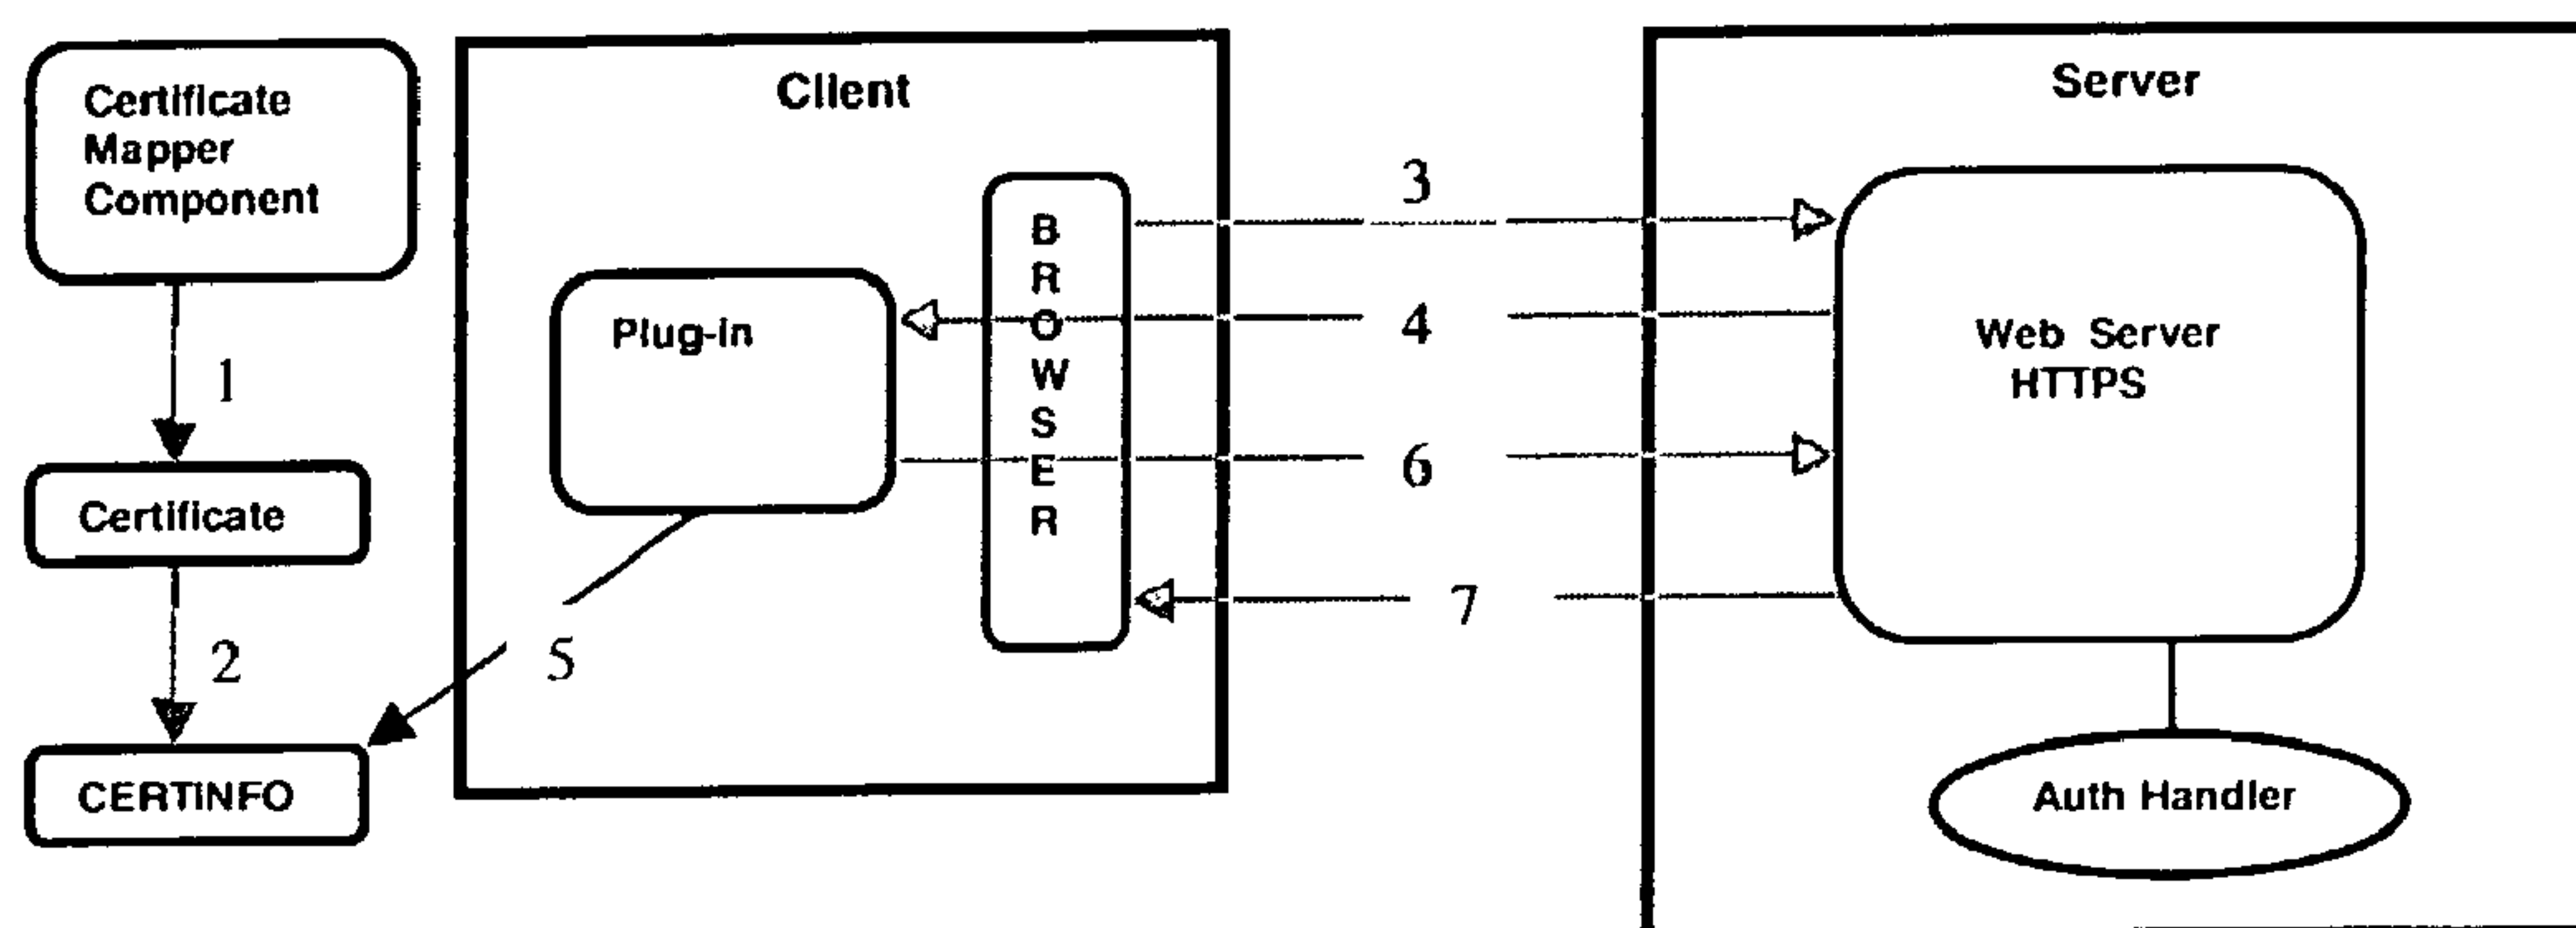 Certificate
Mapper
Component
1
Certificate
2
CERTINFO
Client
Plug-in
B
R
O
W
S
E
R
5
3
4
6
7
Server
Web Server
HTTPS
Auth Handler